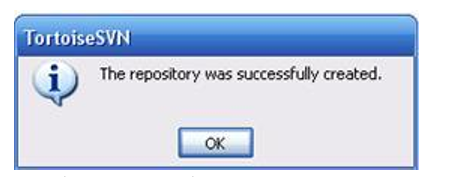 TortoiseSVN
The repository was successfully created.
OK